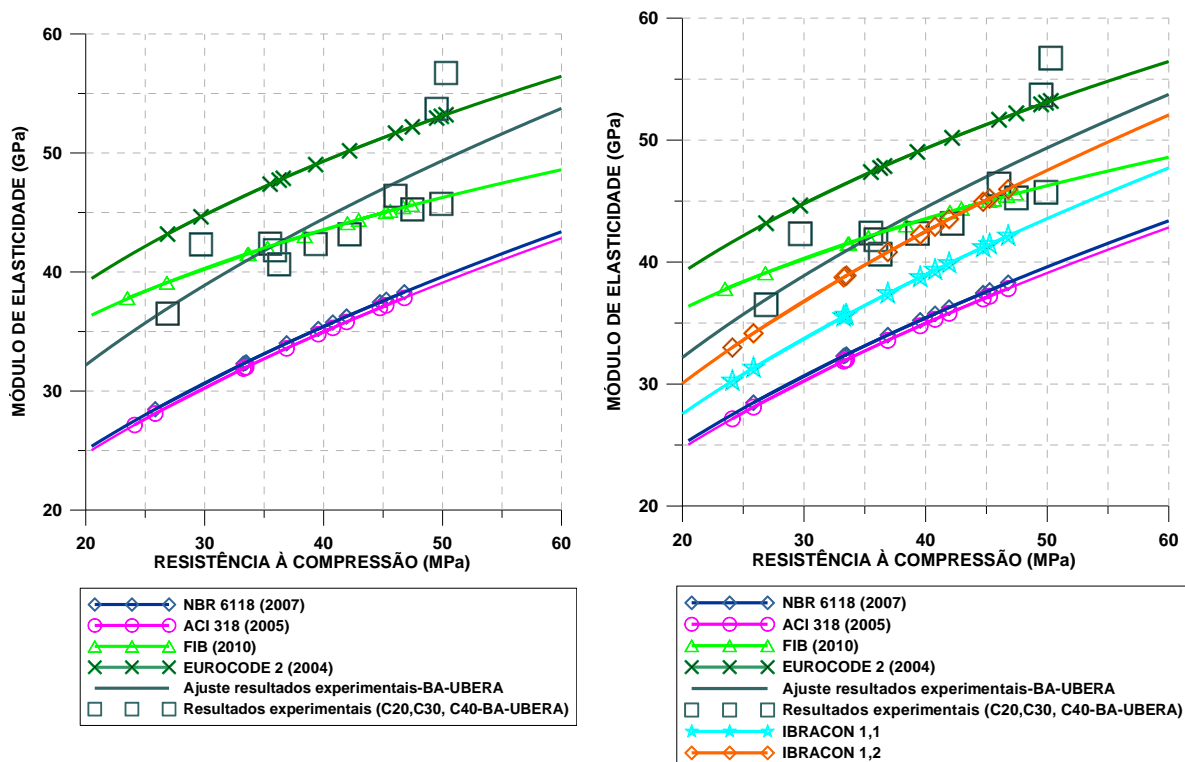 60
50
40
30
20
MÓDULO DE ELASTICIDADE (GPa)
20 30 40 50 60
RESISTÊNCIA À COMPRESSÃO (MPa)
NBR 6118 (2007)
ACI 318 (2005)
FIB (2010)
EUROCODE 2 (2004)
Ajuste resultados experimentais-BA-UBERA
Resultados experimentais (C20,C30, C40-BA-UBERA)
60
50
40
30
20
MÓDULO DE ELASTICIDADE (GPa)
20 30 40 50 60
RESISTÊNCIA À COMPRESSÃO (MPa)
NBR 6118 (2007)
ACI 318 (2005)
FIB (2010)
EUROCODE 2 (2004)
Ajuste resultados experimentais-BA-UBERA
Resultados experimentais (C20,C30, C40-BA-UBERA)
IBRACON 1,1
IBRACON 1,2